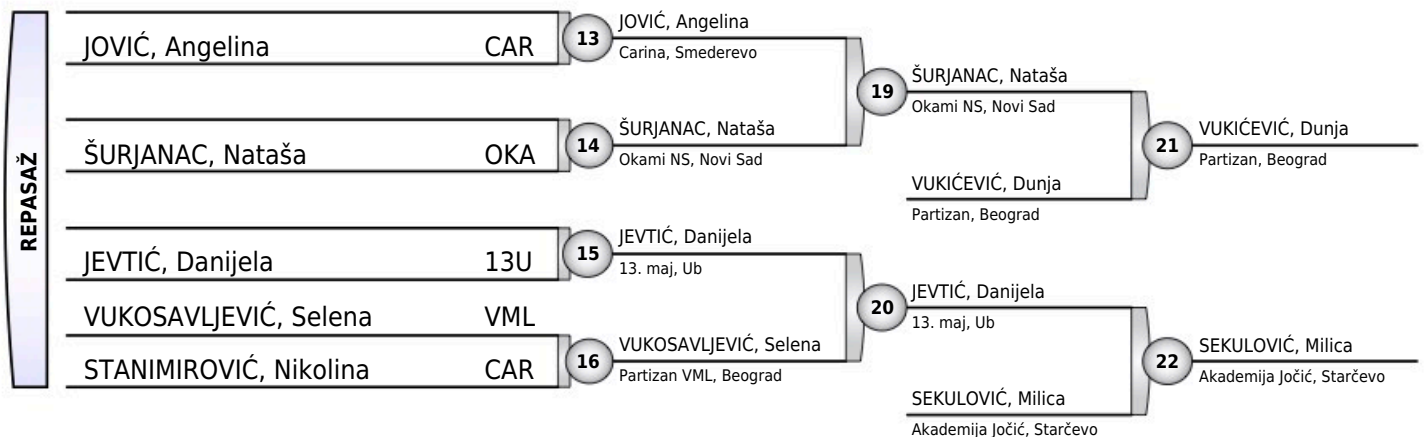 REPASAŽ
JOVIĆ, Angelina CAR
ŠURJANAC, Nataša OKA
JEVTIĆ, Danijela 13U
VUKOSAVLJEVIĆ, Selena VML
STANIMIROVIĆ, Nikolina CAR
13
JOVIĆ, Angelina
Carina, Smederevo
14
ŠURJANAC, Nataša
Okami NS, Novi Sad
15
JEVTIĆ, Danijela
13. maj, Ub
16
VUKOSAVLJEVIĆ, Selena
Partizan VML, Beograd
19
ŠURJANAC, Nataša
Okami NS, Novi Sad
VUKIĆEVIĆ, Dunja
Partizan, Beograd
20
JEVTIĆ, Danijela
13. maj, Ub
SEKULOVIĆ, Milica
Akademija Jočić, Starčevo
21
VUKIĆEVIĆ, Dunja
Partizan, Beograd
22
SEKULOVIĆ, Milica
Akademija Jočić, Starčevo